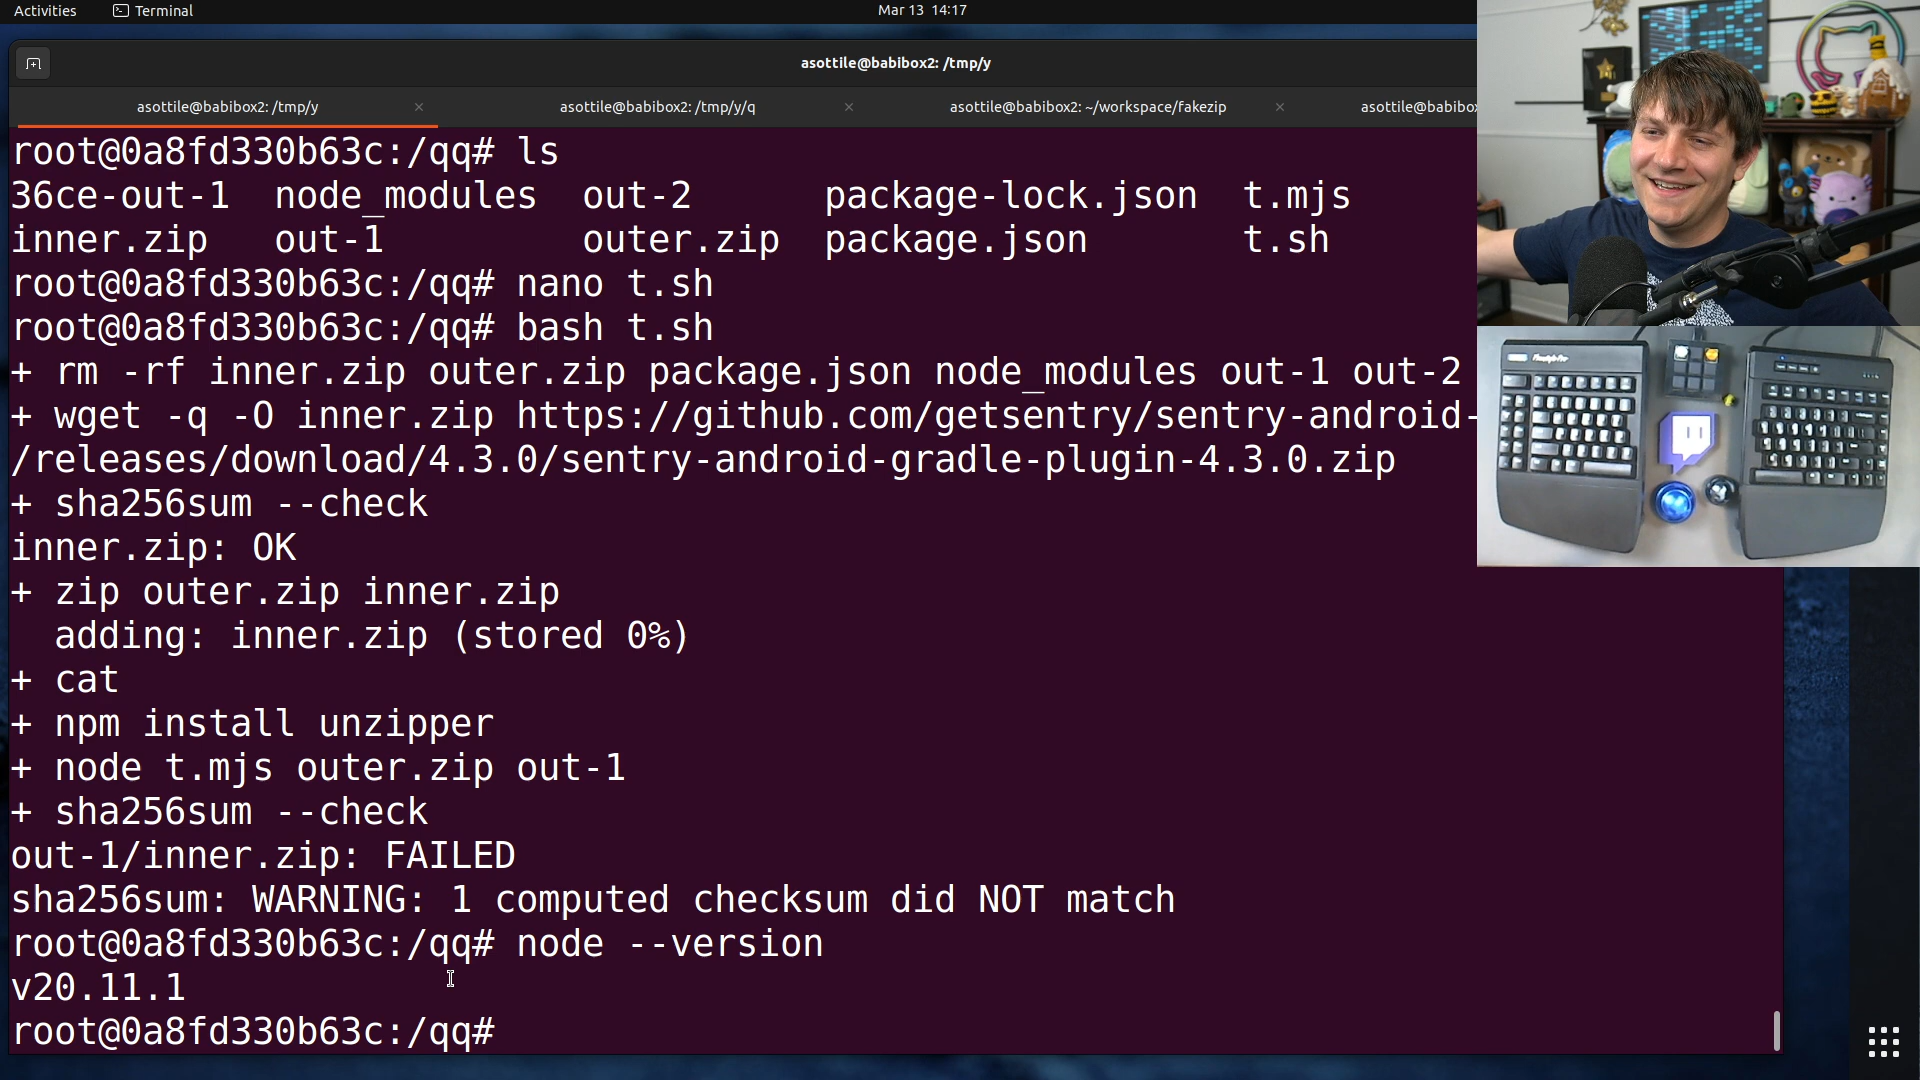 Activities Terminal Mar 13 14:17
asottile@babibox2: /tmp/y
asottile@babibox2: /tmp/y × asottile@babibox2: /tmp/y/q × asottile@babibox2: ~/workspace/fakezip × asottile@babibo
root@0a8fd330b63c:/qq# ls
36ce-out-1 node_modules out-2 package-lock.json t.mjs
inner.zip out-1 outer.zip package.json t.sh
root@0a8fd330b63c:/qq# nano t.sh
root@0a8fd330b63c:/qq# bash t.sh
+ rm -rf inner.zip outer.zip package.json node_modules out-1 out-2
+ wget -q -O inner.zip https://github.com/getsentry/sentry-android-
/releases/download/4.3.0/sentry-android-gradle-plugin-4.3.0.zip
+ sha256sum --check
inner.zip: OK
+ zip outer.zip inner.zip
adding: inner.zip (stored 0%)
+ cat
+ npm install unzipper
+ node t.mjs outer.zip out-1
+ sha256sum --check
out-1/inner.zip: FAILED
sha256sum: WARNING: 1 computed checksum did NOT match
root@0a8fd330b63c:/qq# node --version
v20.11.1
root@0a8fd330b63c:/qq#